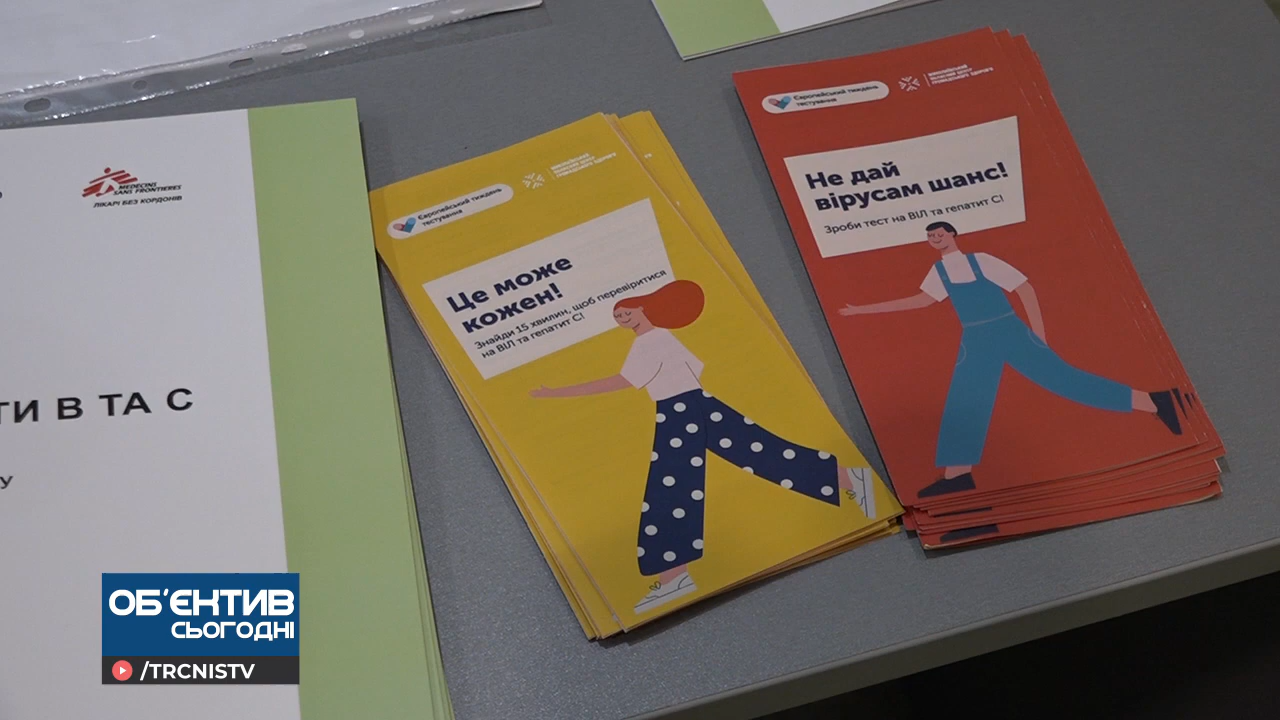 MEDECINS
SANS FRONTIERES
ЛІКАРІ БЕЗ КОРДОНІВ
ТИ В ТА С
У
Європейський тиждень
тестування
Це може
кожен!
Знайди 15 хвилин, щоб перевіритися
на ВІЛ та гепатит С!
Європейський тиждень
тестування
Не дай
вірусам шанс!
Зроби тест на ВІЛ та гепатит С!
ОБ'ЄКТИВ
СЬОГОДНІ
/TRCNISTV